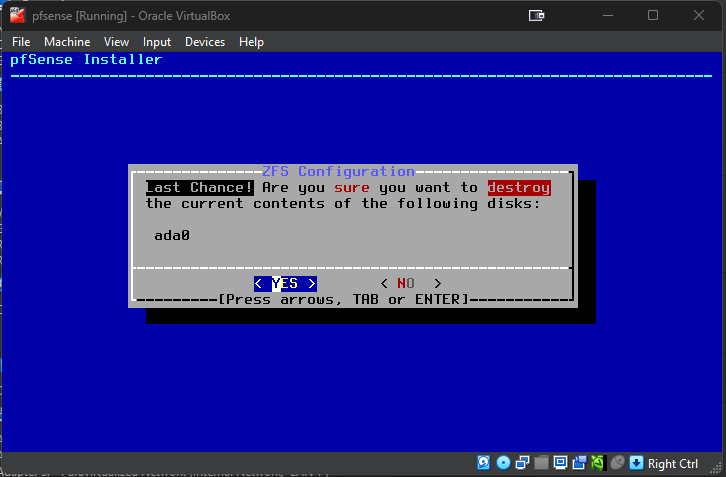 pfsense [Running] - Oracle VirtualBox
File Machine View Input Devices Help
pfSense Installer
ZFS Configuration
Last Chance! Are you sure you want to destroy
the current contents of the following disks:
ada0
< YES > < NO >
[Press arrows, TAB or ENTER]
Right Ctrl